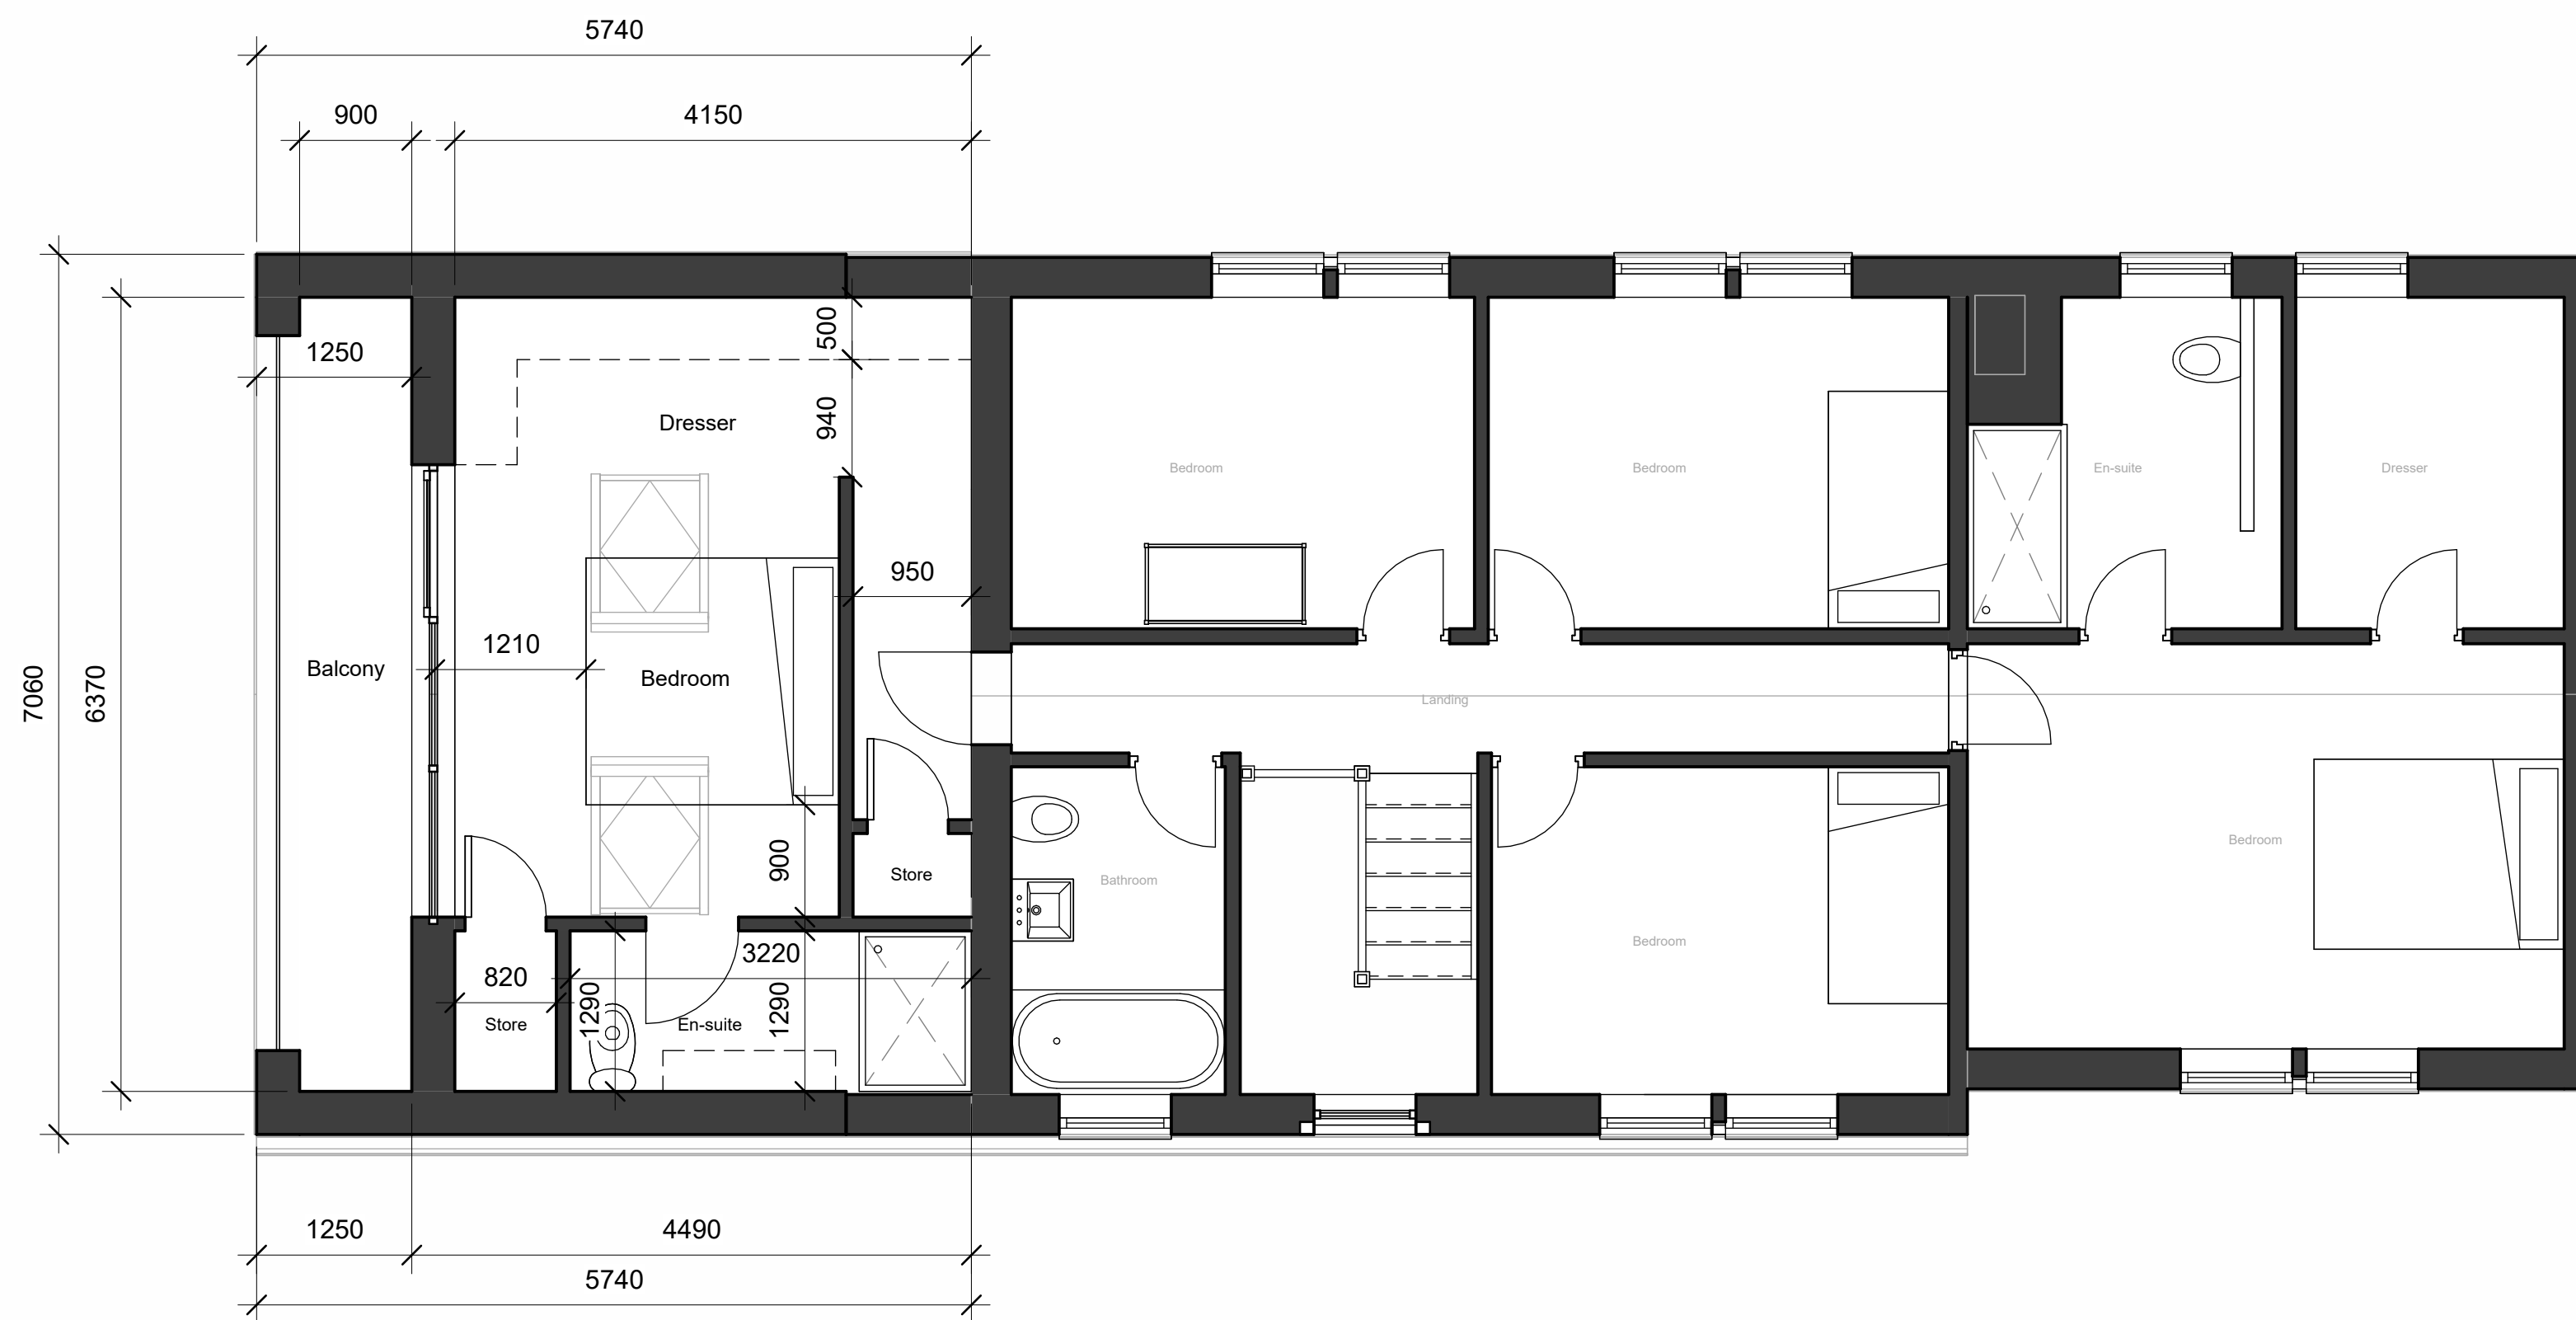 5740
900
4150
500
1250
940
Dresser
Bedroom
Bedroom
En-suite
Dresser
950
1210
7060
6370
Balcony
Bedroom
Landing
900
Store
Bathroom
Bedroom
Bedroom
3220
820
1290
1290
Store
En-suite
1250
4490
5740